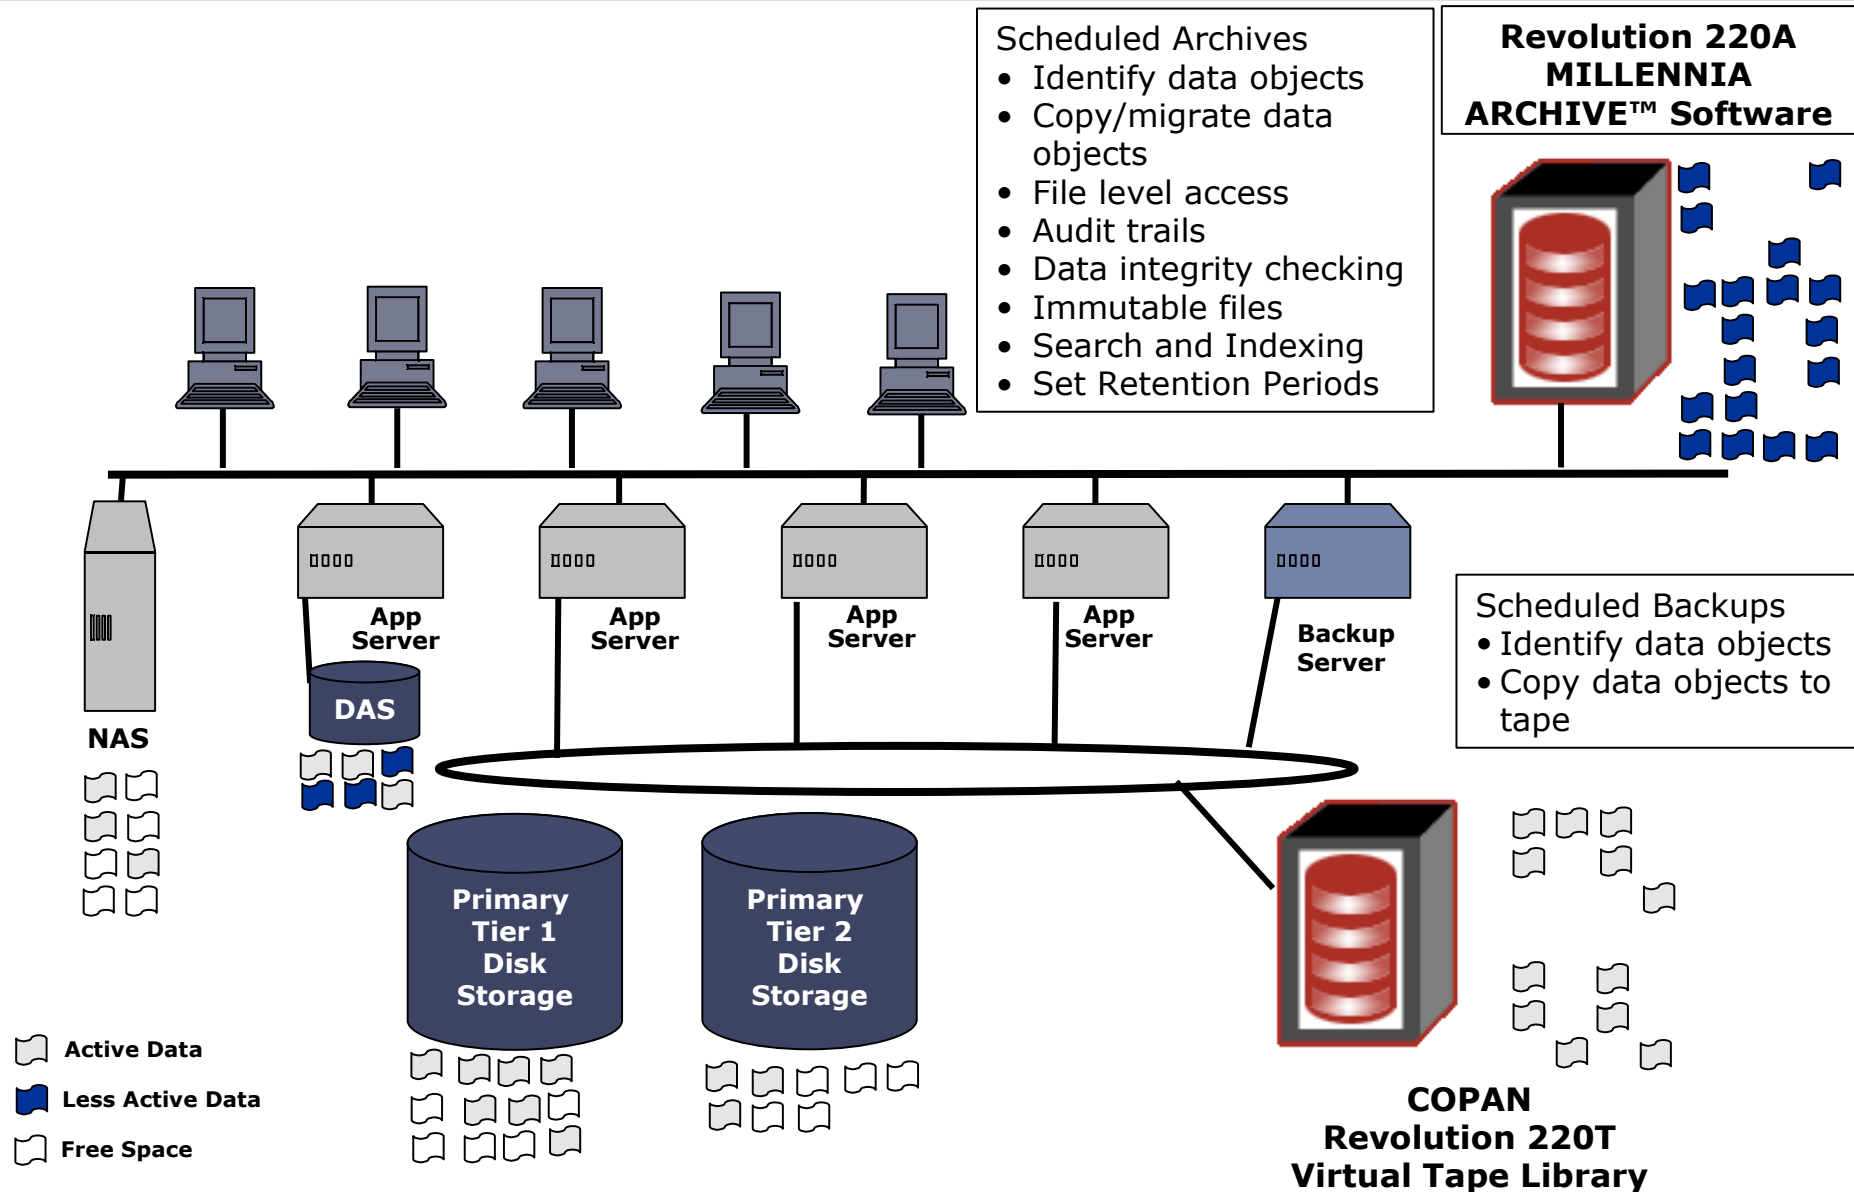 Scheduled Archives
• Identify data objects
• Copy/migrate data
objects
• File level access
• Audit trails
• Data integrity checking
• Immutable files
• Search and Indexing
• Set Retention Periods
Revolution 220A
MILLENNIA
ARCHIVE™ Software
App
Server
App
Server
App
Server
App
Server
Backup
Server
Scheduled Backups
• Identify data objects
• Copy data objects to
tape
NAS
DAS
Primary
Tier 1
Disk
Storage
Primary
Tier 2
Disk
Storage
Active Data
Less Active Data
Free Space
COPAN
Revolution 220T
Virtual Tape Library